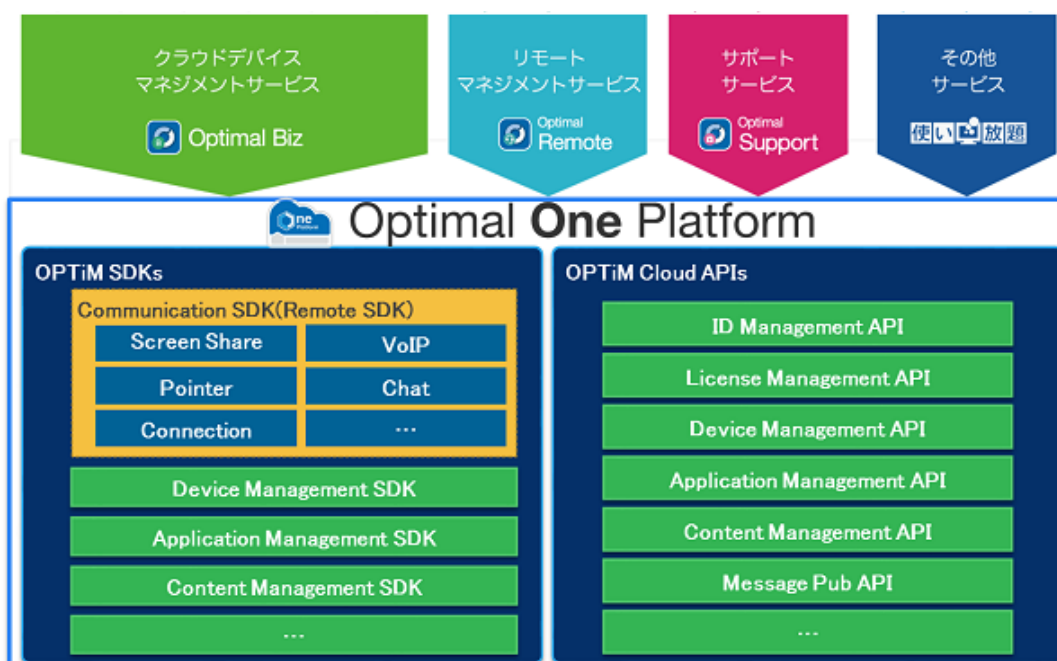 クラウドデバイス
マネジメントサービス
Optimal Biz
リモート
マネジメントサービス
Optimal
Remote
サポート
サービス
Optimal
Support
その他
サービス
使い放題
One
Platform
Optimal One Platform
OPTiM SDKs
Communication SDK(Remote SDK)
Screen Share
VoIP
Pointer
Chat
Connection
...
Device Management SDK
Application Management SDK
Content Management SDK
...
OPTiM Cloud APIs
ID Management API
License Management API
Device Management API
Application Management API
Content Management API
Message Pub API
...